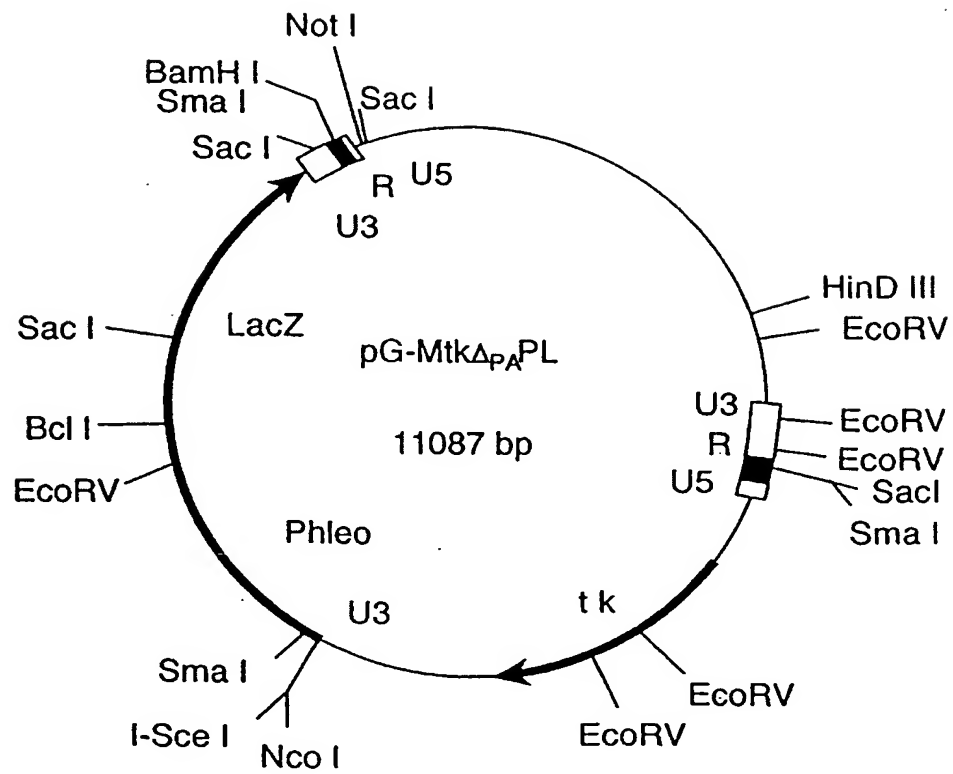 Not I
BamH I
Sma I
Sac I
Sac I
U5
R
U3
HinD III
EcoRV
Sac I
LacZ
pG-MtkΔPAPL
U3
EcoRV
R
EcoRV
Bcl I
11087 bp
U5
SacI
EcoRV
Sma I
Phleo
t k
U3
Sma I
EcoRV
I-Sce I
Nco I
EcoRV